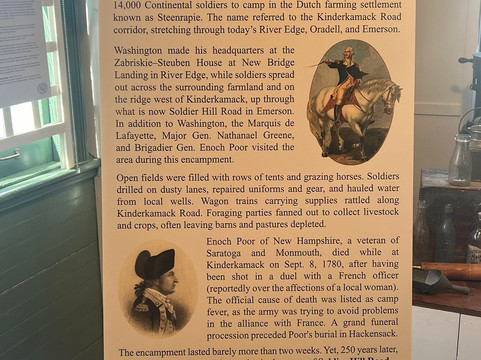 14,000 Continental soldiers to camp in the Dutch farming settlement
known as Steenrapie. The name referred to the Kinderkamack Road
corridor, stretching through today's River Edge, Oradell, and Emerson.
Washington made his headquarters at the
Zabriskie–Steuben House at New Bridge
Landing in River Edge, while soldiers spread
out across the surrounding farmland and on
the ridge west of Kinderkamack, up through
what is now Soldier Hill Road in Emerson.
In addition to Washington, the Marquis de
Lafayette, Major Gen. Nathanael Greene,
and Brigadier Gen. Enoch Poor visited the
area during this encampment.
Open fields were filled with rows of tents and grazing horses. Soldiers
drilled on dusty lanes, repaired uniforms and gear, and hauled water
from local wells. Wagon trains carrying supplies rattled along
Kinderkamack Road. Foraging parties fanned out to collect livestock
and crops, often leaving barns and pastures depleted.
Enoch Poor of New Hampshire, a veteran of
Saratoga and Monmouth, died while at
Kinderkamack on Sept. 8, 1780, after having
been shot in a duel with a French officer
(reportedly over the affections of a local woman).
The official cause of death was listed as camp
fever, as the army was trying to avoid problems
in the alliance with France. A grand funeral
procession preceded Poor's burial in Hackensack.
The encampment lasted barely more than two weeks. Yet, 250 years later,